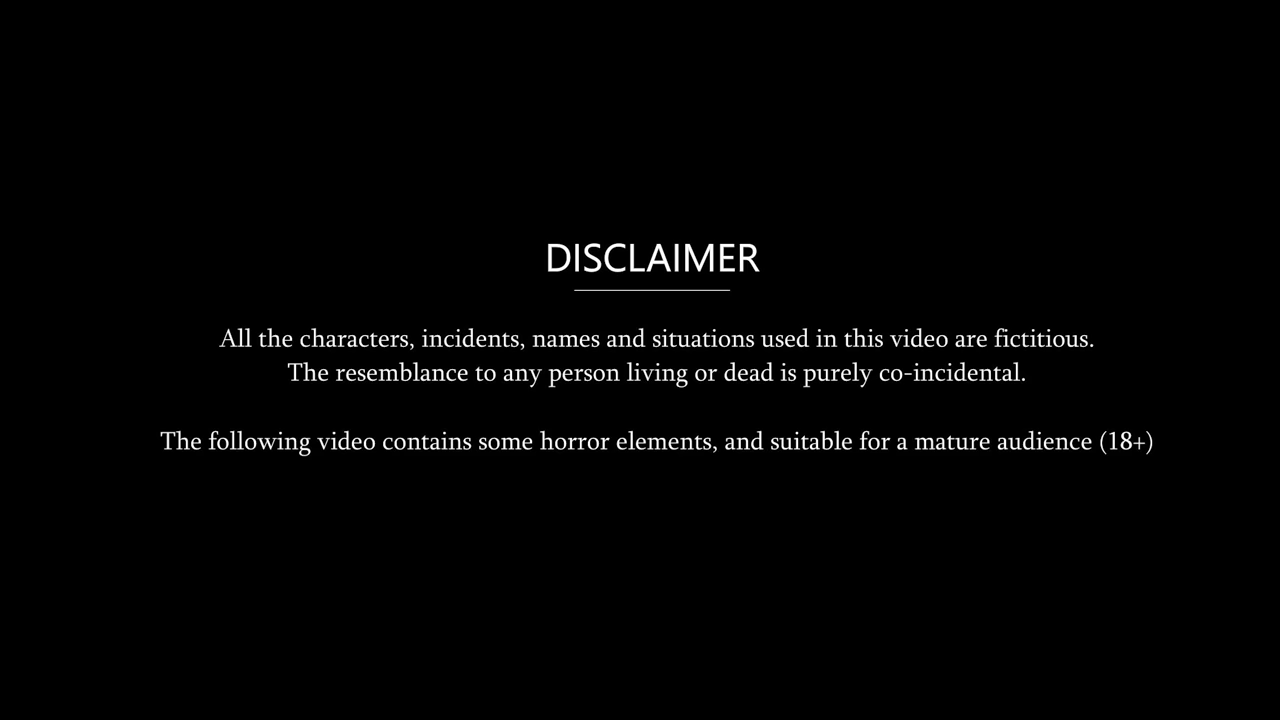 DISCLAIMER
All the characters, incidents, names and situations used in this video are fictitious.
The resemblance to any person living or dead is purely co-incidental.
The following video contains some horror elements, and suitable for a mature audience (18+)